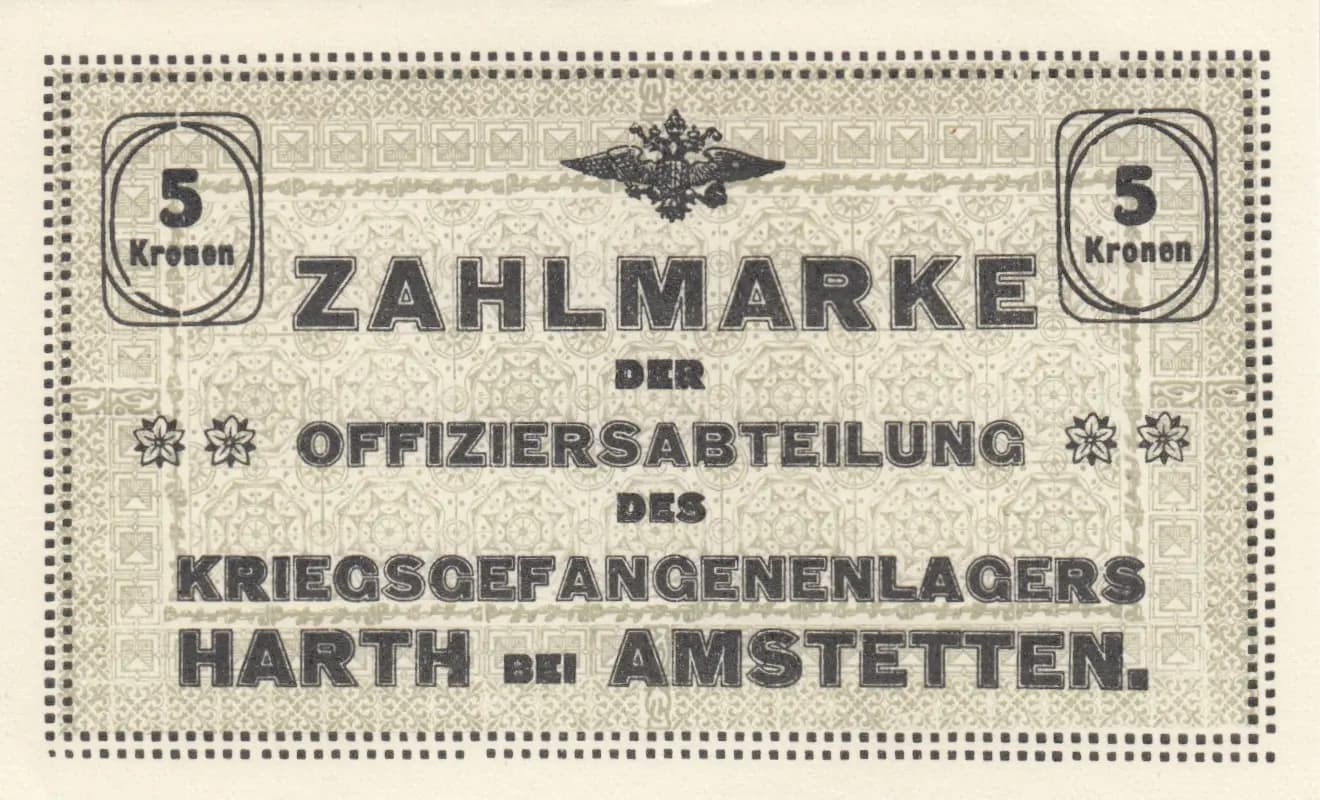 5
Kronen
5
Kronen
ZAHLMARKE
DER
OFFIZIERSABTEILUNG
DES
KRIEGSGEFANGENENLAGERS
HARTH BEI AMSTETTEN.